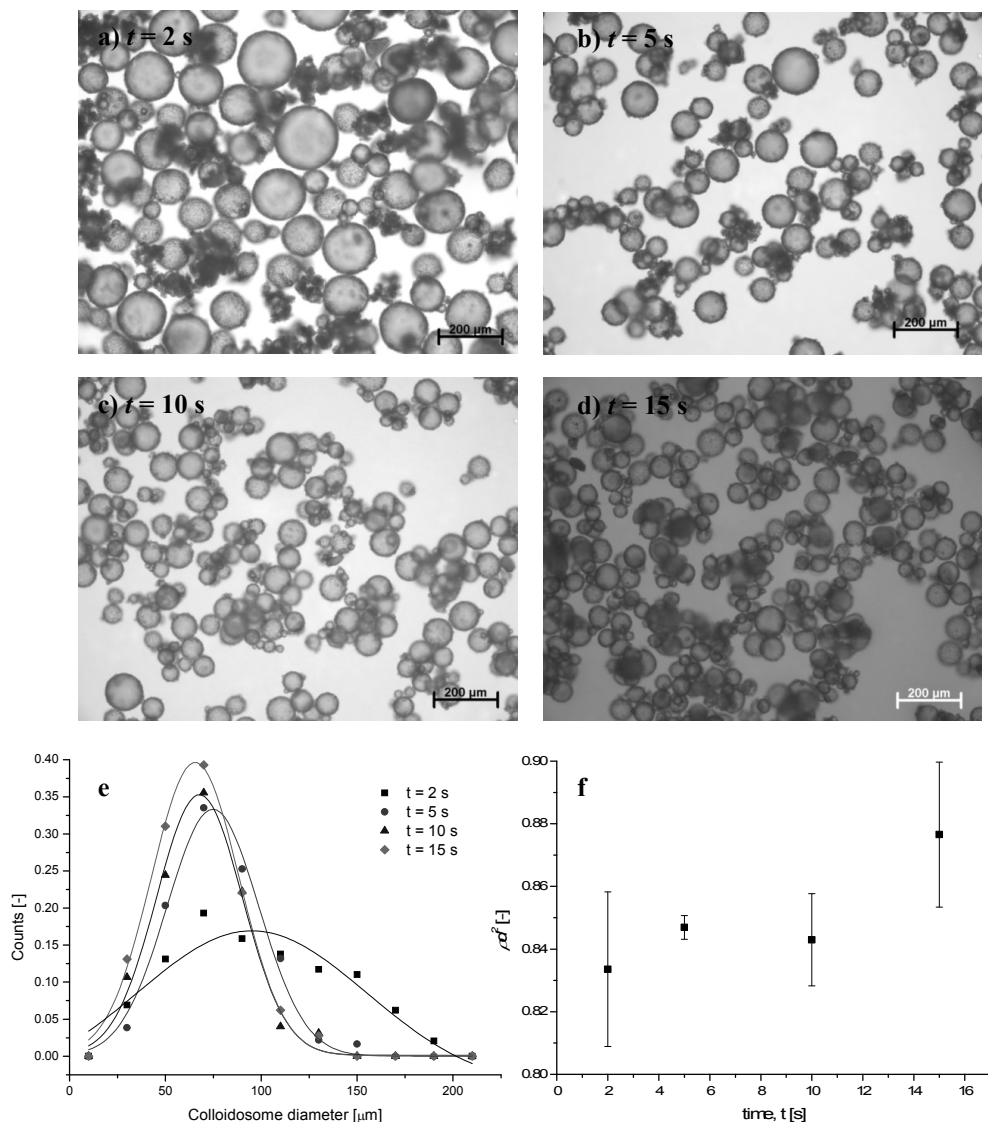 a) t = 2 s
b) t = 5 s
200 µm
200 µm
c) t = 10 s
d) t = 15 s
200 µm
200 µm
e
0.40
0.35
0.30
0.25
0.20
0.15
0.10
0.05
0.00
Counts [-]
t = 2 s
t = 5 s
t = 10 s
t = 15 s
0
50
100
150
200
Colloidosome diameter [µm]
f
0.90
0.88
0.86
0.84
0.82
0.80
0
2
4
6
8
10
12
14
16
time, t [s]